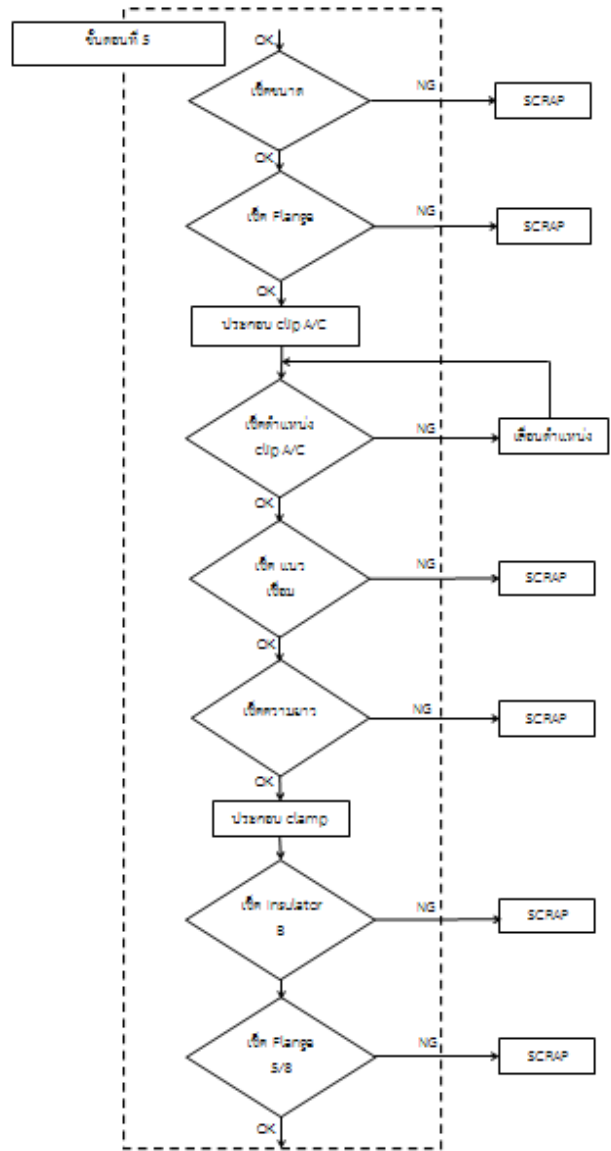 ขั้นตอนที่ 5
OK
เช็คขนาด
NG
SCRAP
OK
เช็ค Flange
NG
SCRAP
OK
ประกอบ clip A/C
เช็คตำแหน่ง
clip A/C
NG
เลื่อนตำแหน่ง
OK
เช็ค แนว
เชื่อม
NG
SCRAP
OK
เช็คความยาว
NG
SCRAP
OK
ประกอบ clamp
เช็ค Insulator
B
NG
SCRAP
เช็ค Flange
S/B
NG
SCRAP
OK